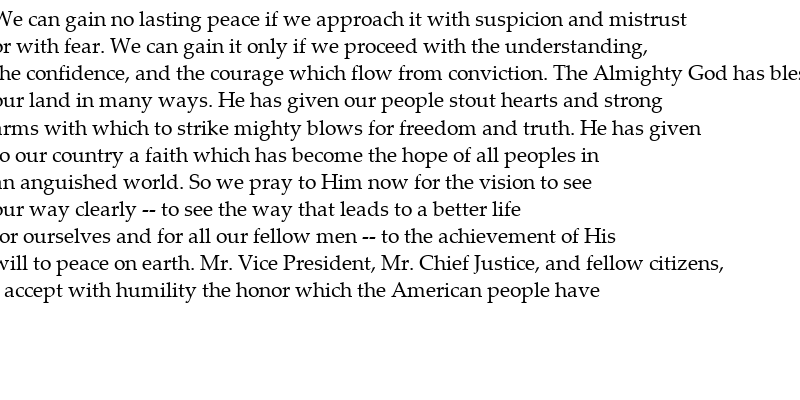 We can gain no lasting peace if we approach it with suspicion and mistrust
or with fear. We can gain it only if we proceed with the understanding,
the confidence, and the courage which flow from conviction. The Almighty God has bles
our land in many ways. He has given our people stout hearts and strong
arms with which to strike mighty blows for freedom and truth. He has given
to our country a faith which has become the hope of all peoples in
an anguished world. So we pray to Him now for the vision to see
our way clearly -- to see the way that leads to a better life
for ourselves and for all our fellow men -- to the achievement of His
will to peace on earth. Mr. Vice President, Mr. Chief Justice, and fellow citizens,
accept with humility the honor which the American people have